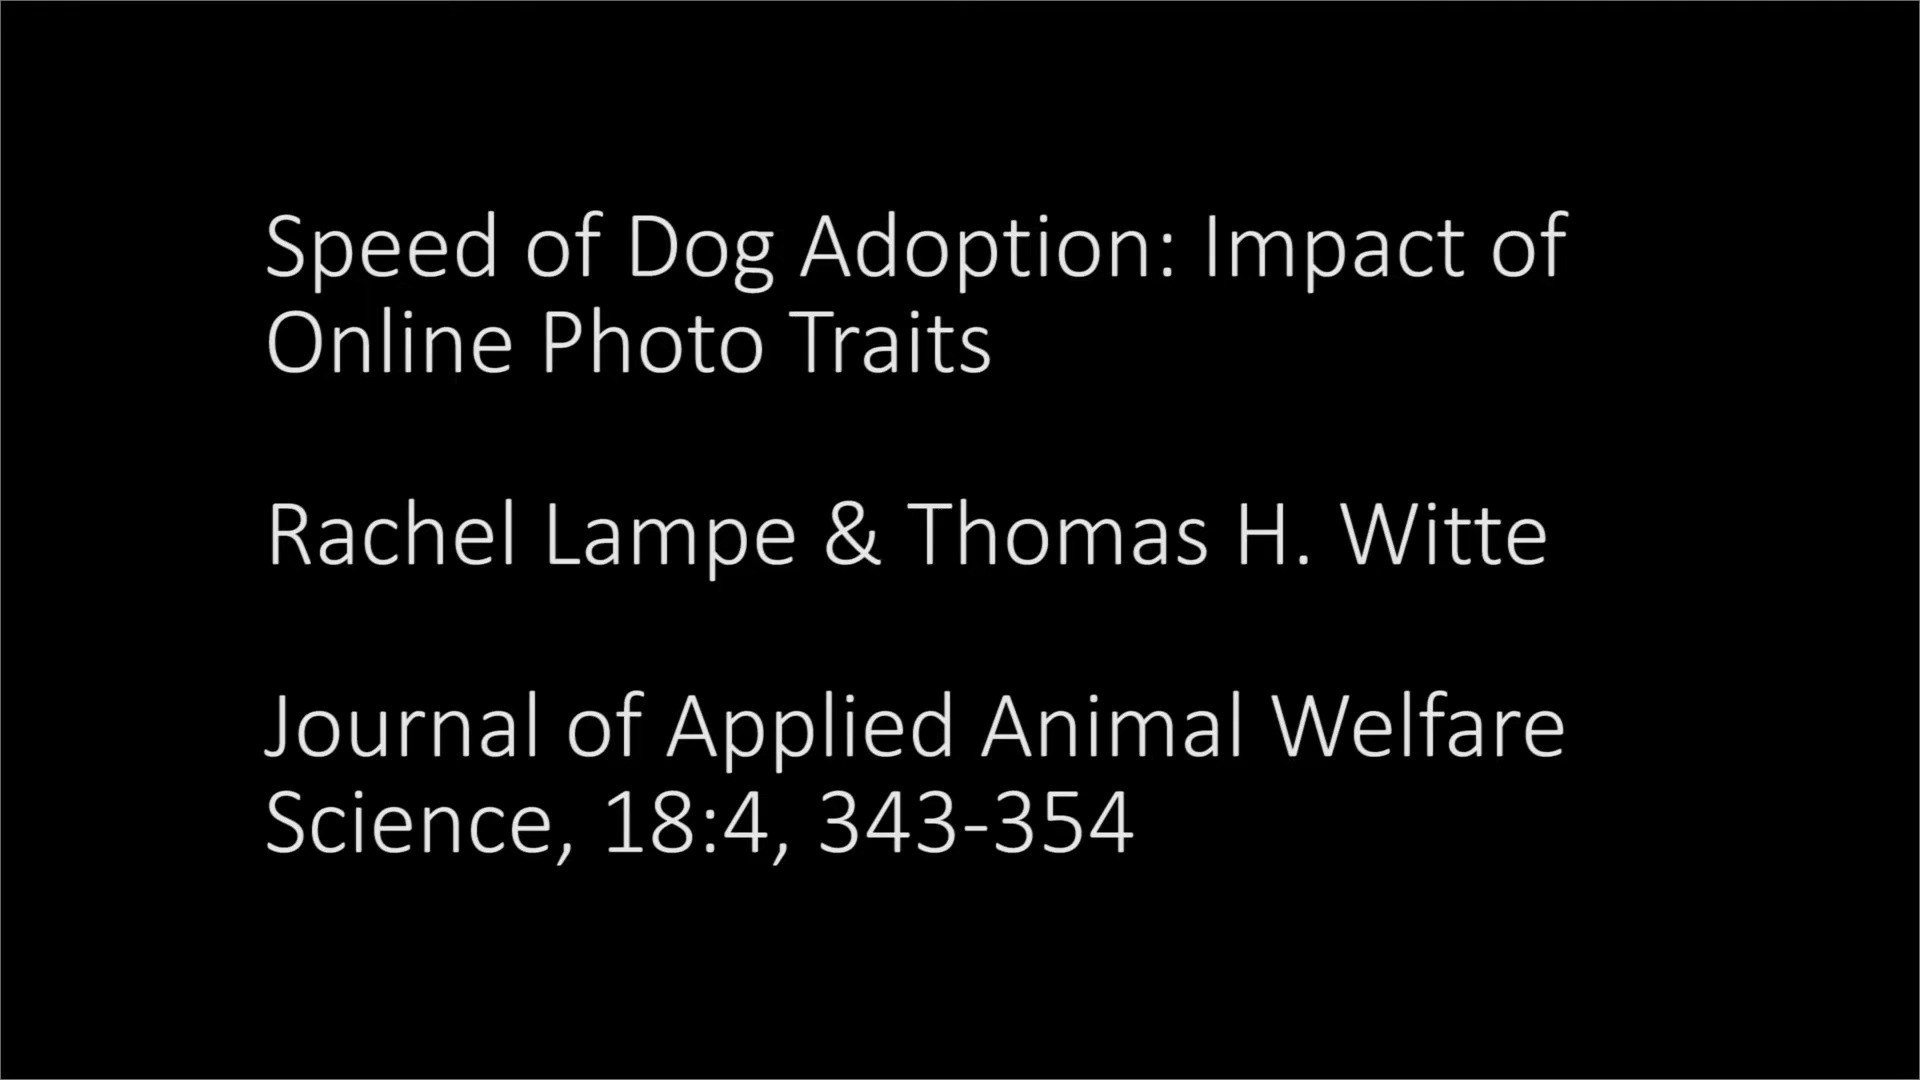 Speed of Dog Adoption: Impact of
Online Photo Traits
Rachel Lampe & Thomas H. Witte
Journal of Applied Animal Welfare
Science, 18:4, 343-354